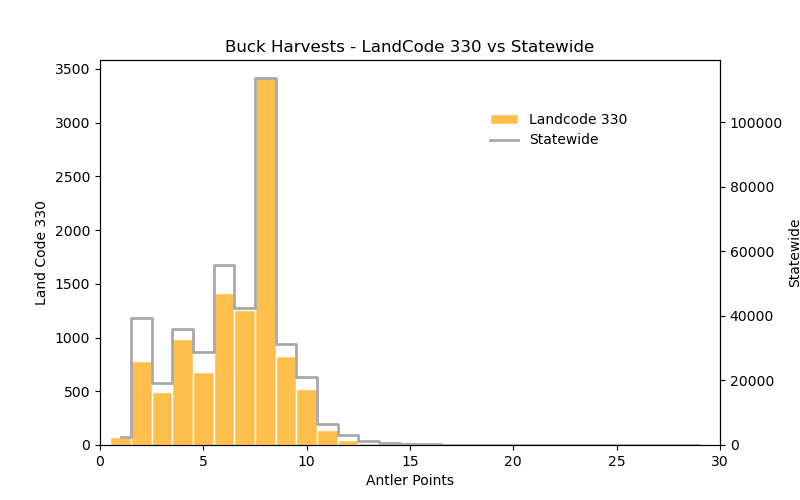 Buck Harvests - LandCode 330 vs Statewide
3500
3000
2500
2000
1500
1000
500
0
Land Code 330
Landcode 330
Statewide
100000
80000
60000
40000
20000
0
Statewide
0 5 10 15 20 25 30
Antler Points